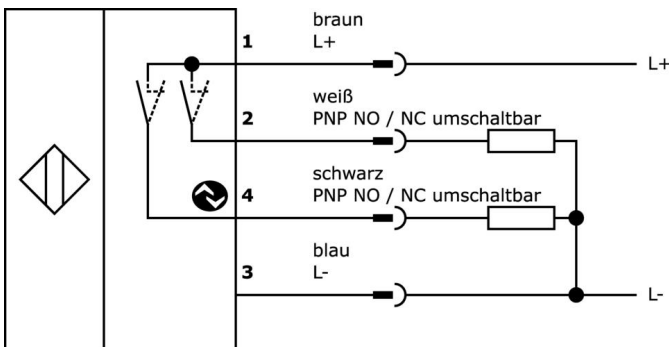 braun
1 L+
L+
weiß
2 PNP NO / NC umschaltbar
schwarz
4 PNP NO / NC umschaltbar
blau
3 L-
L-